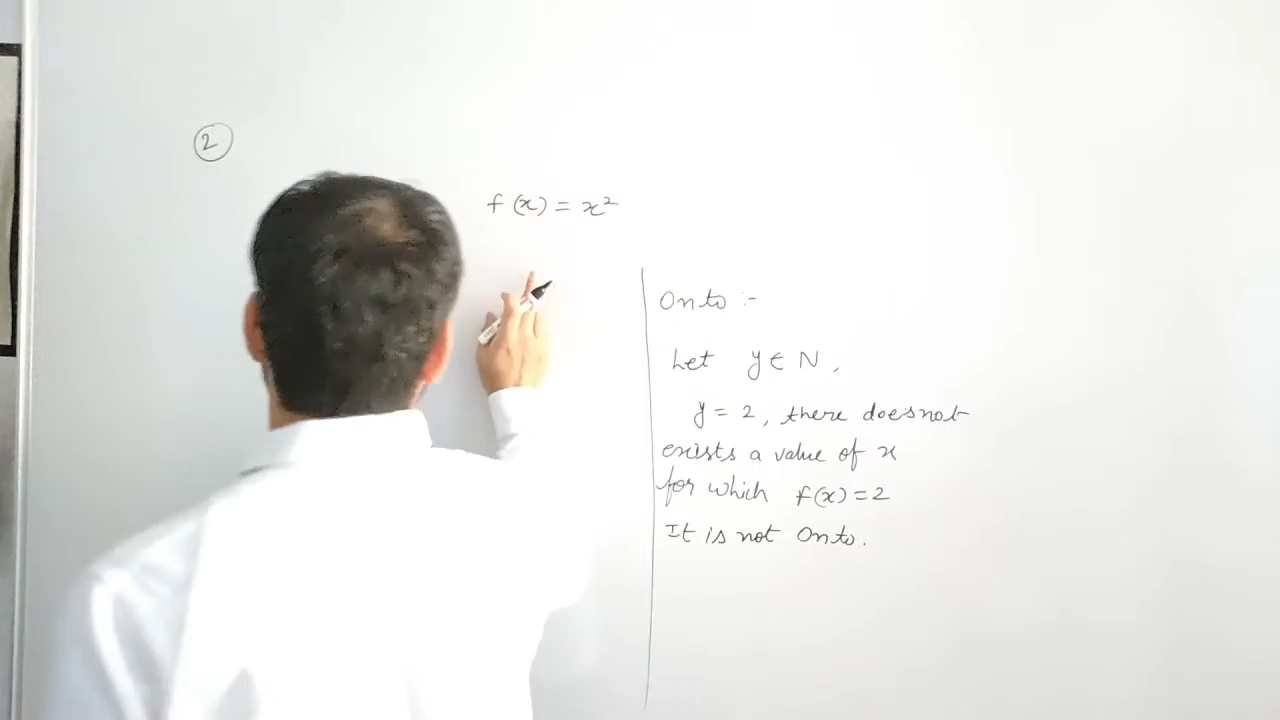 2
f(x) = x²
Onto :-
Let y ∈ N,
y = 2, there doesnot
exists a value of x
for which f(x) = 2
It is not Onto.